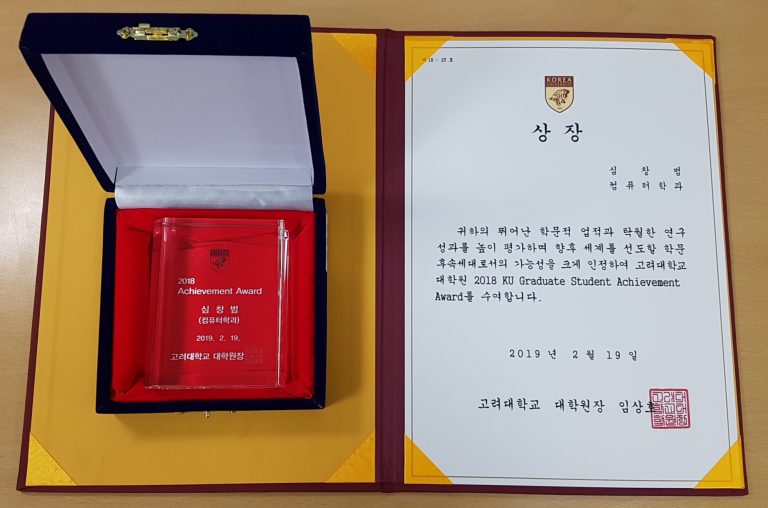 2018
Achievement Award
심 창 범
(컴퓨터학과)
2019. 2. 19.
고려대학교 대학원장
18 - 25 호
KOREA
UNIVERSITY
상 장
심 창 범
컴 퓨 터 학 과
귀하의 뛰어난 학문적 업적과 탁월한 연구
성과를 높이 평가하며 향후 세계를 선도할 학문
후속세대로서의 가능성을 크게 인정하여 고려대학교
대학원 2018 KU Graduate Student Achievement
Award를 수여합니다.
2019 년 2 월 19 일
고려대학교 대학원장 임상호